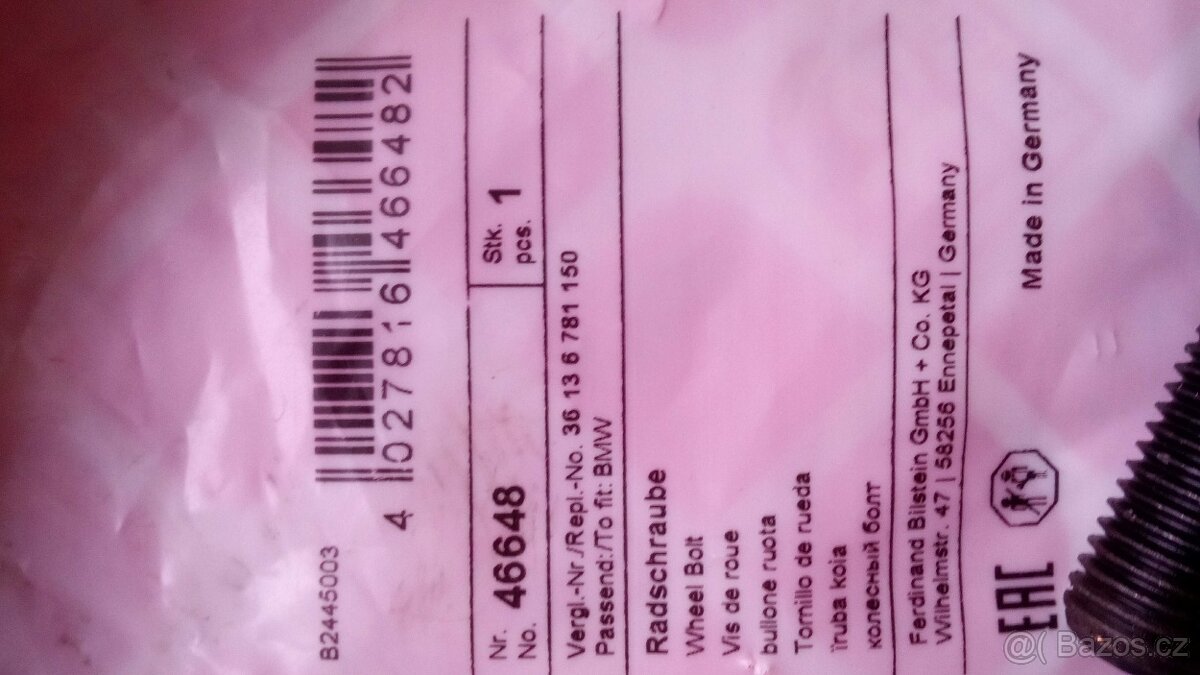 B2445003
4 027816 466482
Nr.
No. 46648
Stk.
pcs. 1
Vergl.-Nr./Repl.-No. 36 13 6 781 150
Passend:/To fit: BMW
Radschraube
Wheel Bolt
Vis de roue
bullone ruota
Tornillo de rueda
ïruba koia
колесный болт
Ferdinand Bilstein GmbH + Co. KG
Wilhelmstr. 47 | 58256 Ennepetal | Germany
EAC
Made in Germany
@( Bazos.cz